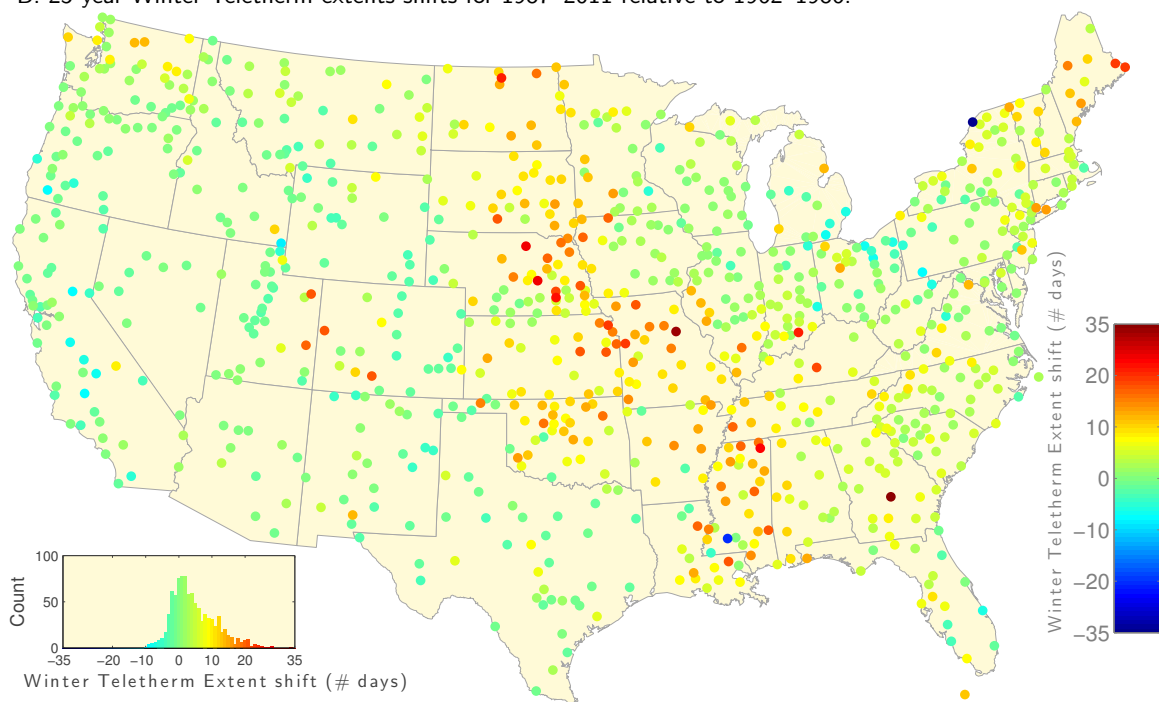 B. 25-year Winter Teletherm extents shifts for 1987–2011 relative to 1962–1986.
35
20
10
0
−10
−20
−35
Winter Teletherm Extent shift (# days)
100
50
0
Count
−35 −20 −10 0 10 20 35
Winter Teletherm Extent shift (# days)